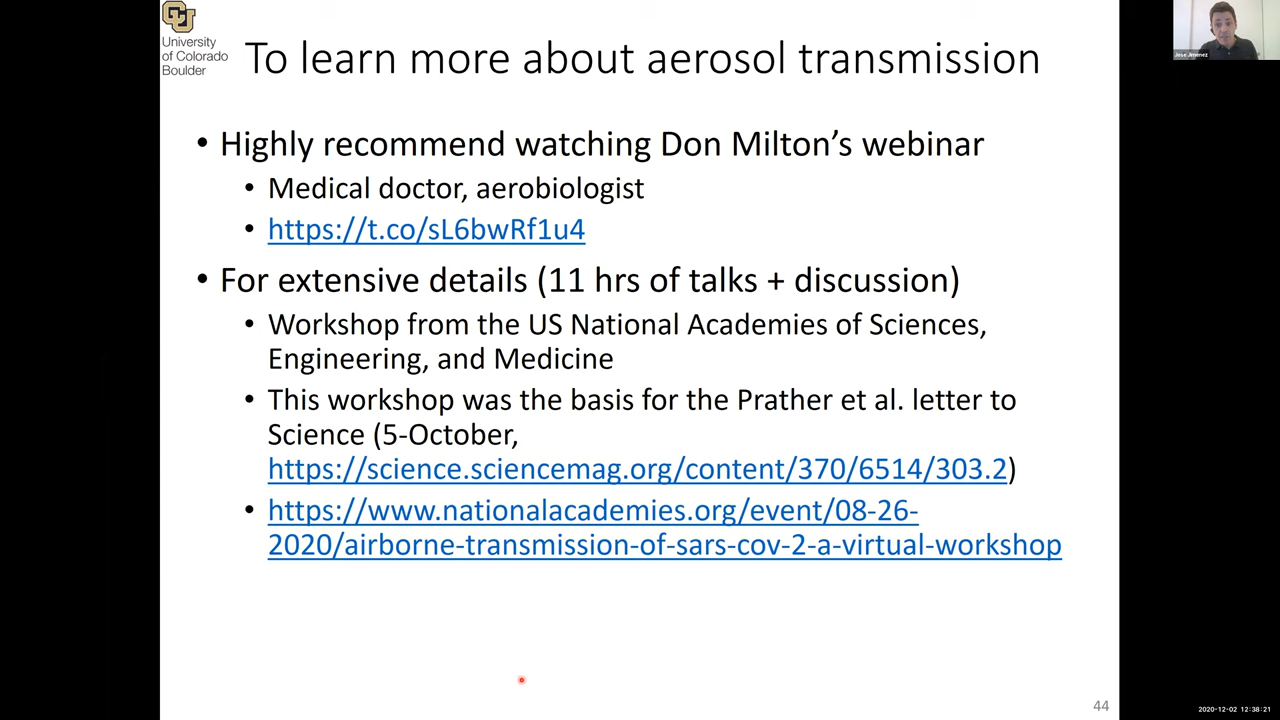 CU
University
of Colorado
Boulder
To learn more about aerosol transmission
Jose Jimenez
• Highly recommend watching Don Milton’s webinar
• Medical doctor, aerobiologist
• https://t.co/sL6bwRf1u4
• For extensive details (11 hrs of talks + discussion)
• Workshop from the US National Academies of Sciences,
Engineering, and Medicine
• This workshop was the basis for the Prather et al. letter to
Science (5-October,
https://science.sciencemag.org/content/370/6514/303.2)
• https://www.nationalacademies.org/event/08-26-
2020/airborne-transmission-of-sars-cov-2-a-virtual-workshop
44
2020-12-02 12:38:21